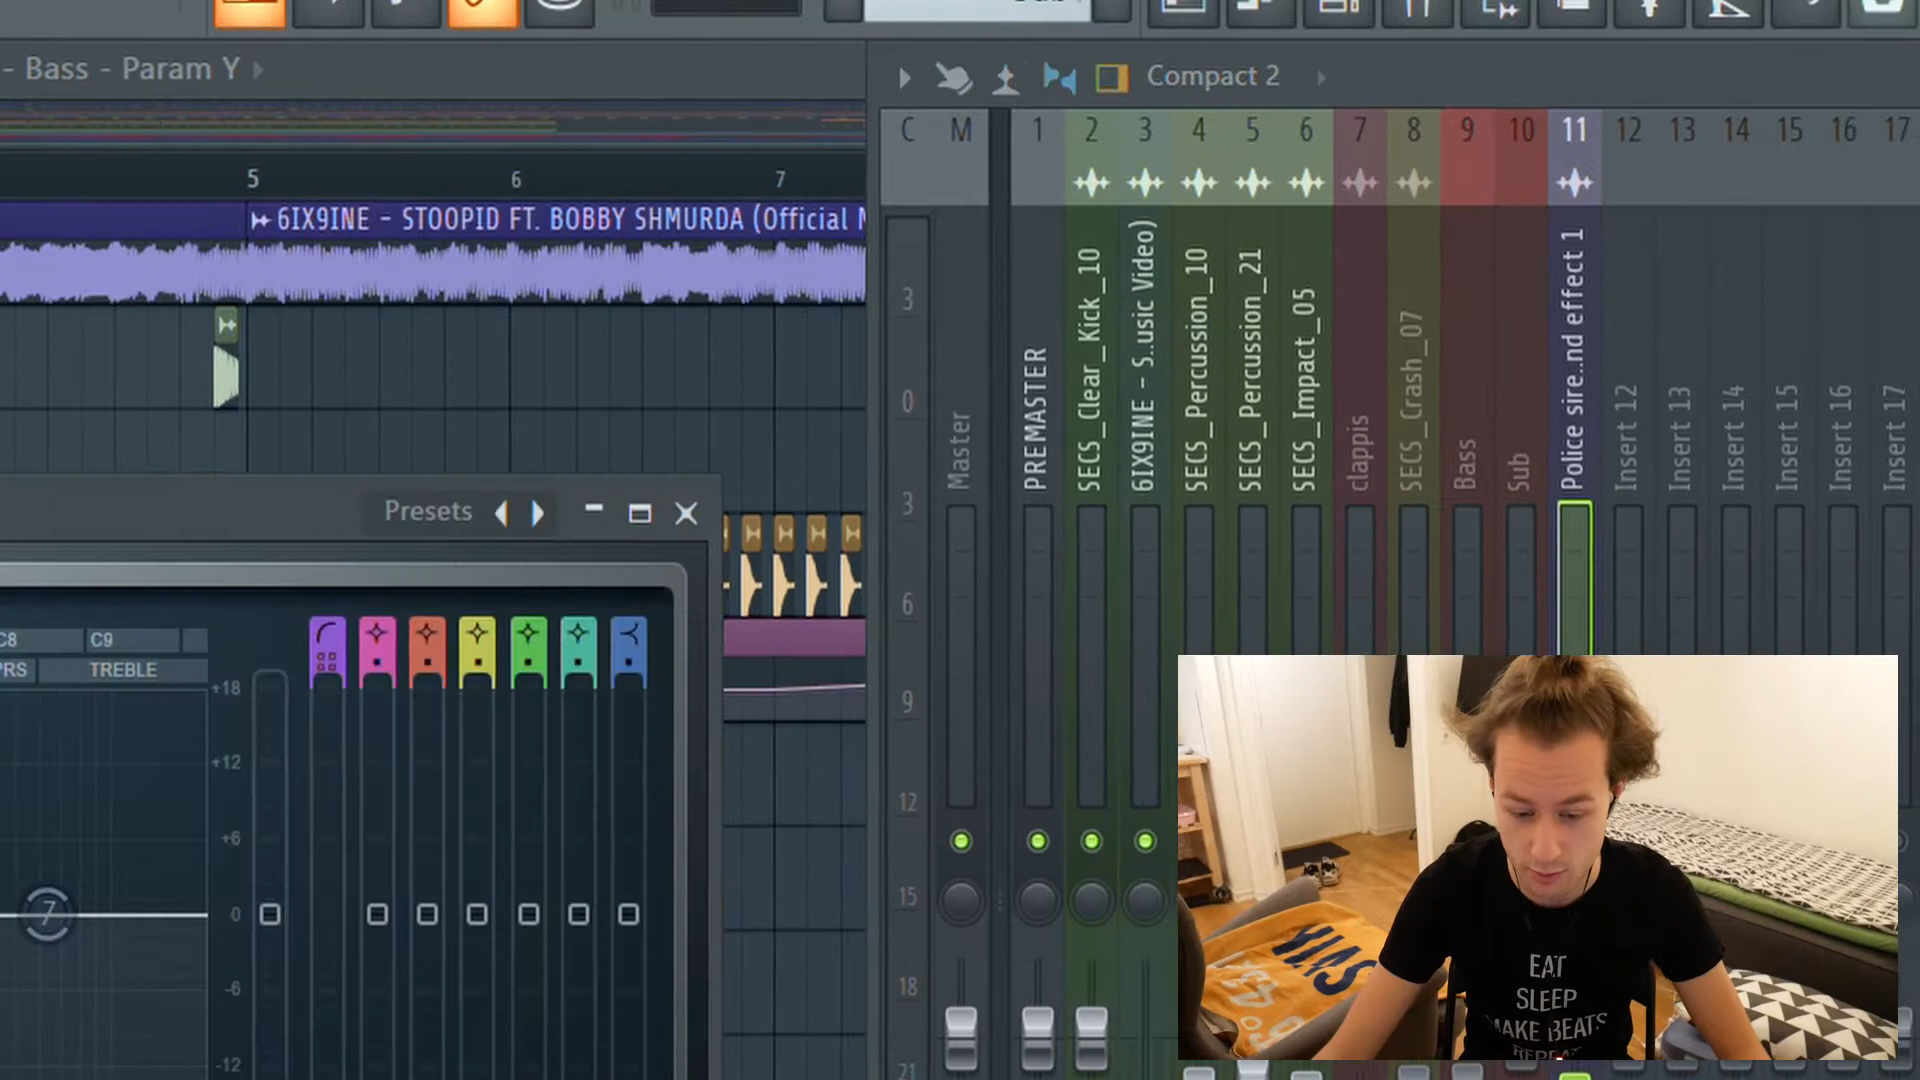 - Bass - Param Y
Compact 2
C M 1 2 3 4 5 6 7 8 9 10 11 12 13 14 15 16 17
5 6 7
6IX9INE - STOOPID FT. BOBBY SHMURDA (Official
Master
PREMASTER
SECS_Clear_Kick_10
6IX9INE - S..usic Video)
SECS_Percussion_10
SECS_Percussion_21
SECS_Impact_05
clappis
SECS_Crash_07
Bass
Sub
Police sire..nd effect 1
Insert 12
Insert 13
Insert 14
Insert 15
Insert 16
Insert 17
3
0
3
6
9
12
15
18
21
Presets
C8 C9
PRS TREBLE
+18
+12
+6
0
-6
-12
7
EAT
SLEEP
MAKE BEATS
REPEAT